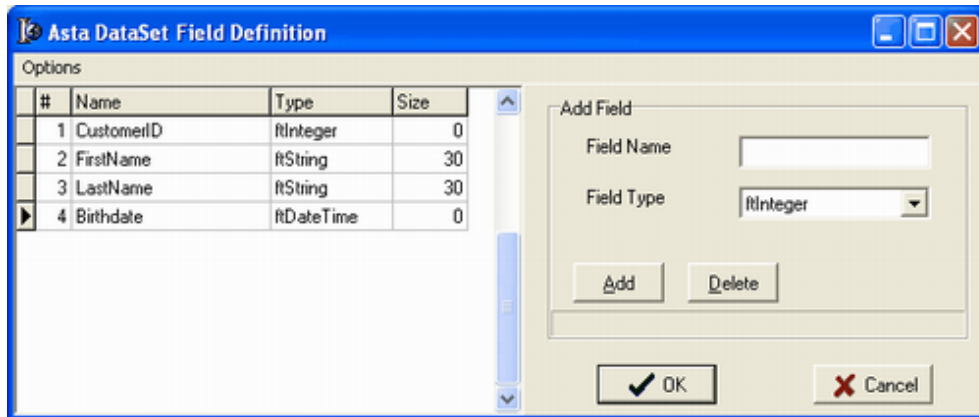 Asta DataSet Field Definition
Options
# Name Type Size
1 CustomerID ftInteger 0
2 FirstName ftString 30
3 LastName ftString 30
4 Birthdate ftDateTime 0
Add Field
Field Name
Field Type ftInteger
Add Delete
OK Cancel